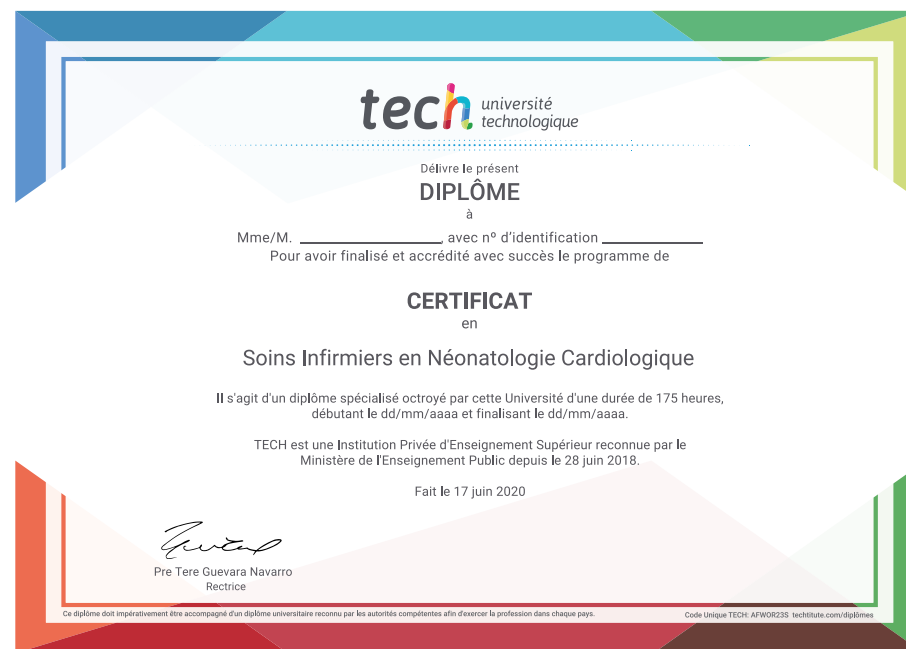 tech université
technologique
Délivre le présent
DIPLÔME
à
Mme/M. ____________________, avec nº d'identification ______________
Pour avoir finalisé et accrédité avec succès le programme de
CERTIFICAT
en
Soins Infirmiers en Néonatologie Cardiologique
Il s'agit d'un diplôme spécialisé octroyé par cette Université d'une durée de 175 heures,
débutant le dd/mm/aaaa et finalisant le dd/mm/aaaa.
TECH est une Institution Privée d'Enseignement Supérieur reconnue par le
Ministère de l'Enseignement Public depuis le 28 juin 2018.
Fait le 17 juin 2020
Pre Tere Guevara Navarro
Rectrice
Ce diplôme doit impérativement être accompagné d'un diplôme universitaire reconnu par les autorités compétentes afin d'exercer la profession dans chaque pays.
Code Unique TECH: AFWOR23S techtitute.com/diplômes